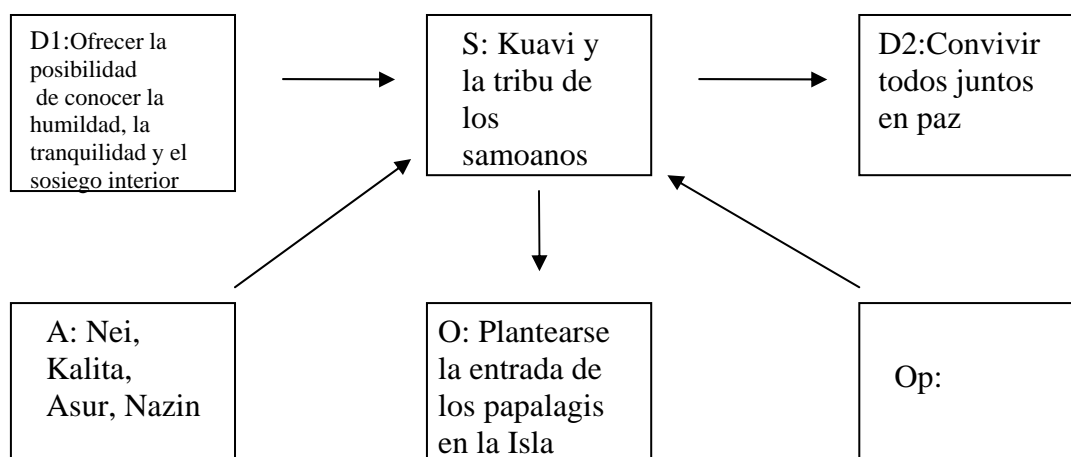 D1:Ofrecer la
posibilidad
de conocer la
humildad, la
tranquilidad y el
sosiego interior
S: Kuavi y
la tribu de
los
samoanos
D2:Convivir
todos juntos
en paz
A: Nei,
Kalita,
Asur, Nazin
O: Plantearse
la entrada de
los papalagis
en la Isla
Op: